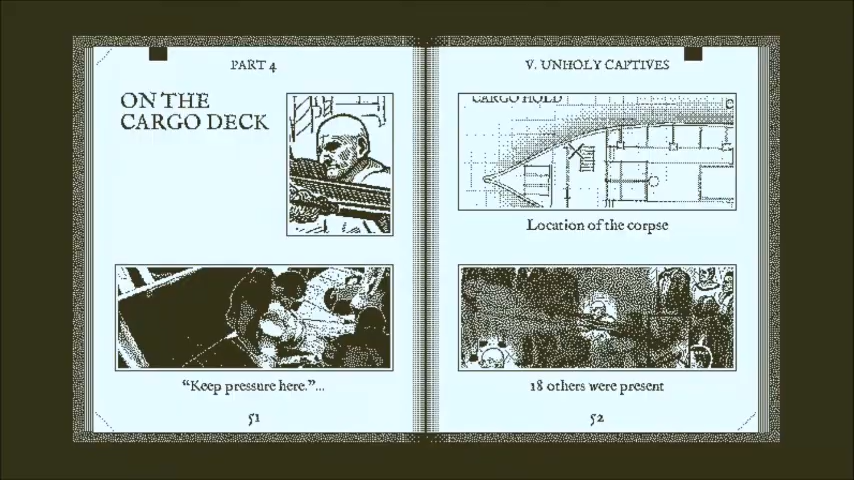 PART 4
ON THE
CARGO DECK
“Keep pressure here.”...
51
V. UNHOLY CAPTIVES
CARGO HOLD
Location of the corpse
18 others were present
52